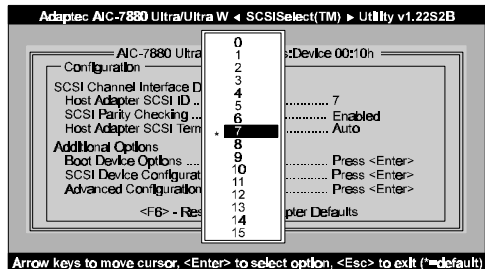 Adaptec AIC-7880 Ultra/Ultra W ◄ SCSISelect(TM) ► Utility v1.22S2B
AIC-7880 Ultra
s:Device 00:10h
Configuration
SCSI Channel Interface D
Host Adapter SCSI ID .. ............ 7
SCSI Parity Checking ... ............ Enabled
Host Adapter SCSI Term ............ Auto
Additional Options
Boot Device Options .... ............ Press <Enter>
SCSI Device Configurat ............ Press <Enter>
Advanced Configuration ............ Press <Enter>
<F6> - Res
pter Defaults
0
1
2
3
4
5
6
* 7
8
9
10
11
12
13
14
15
Arrow keys to move cursor, <Enter> to select option, <Esc> to exit (*=default)